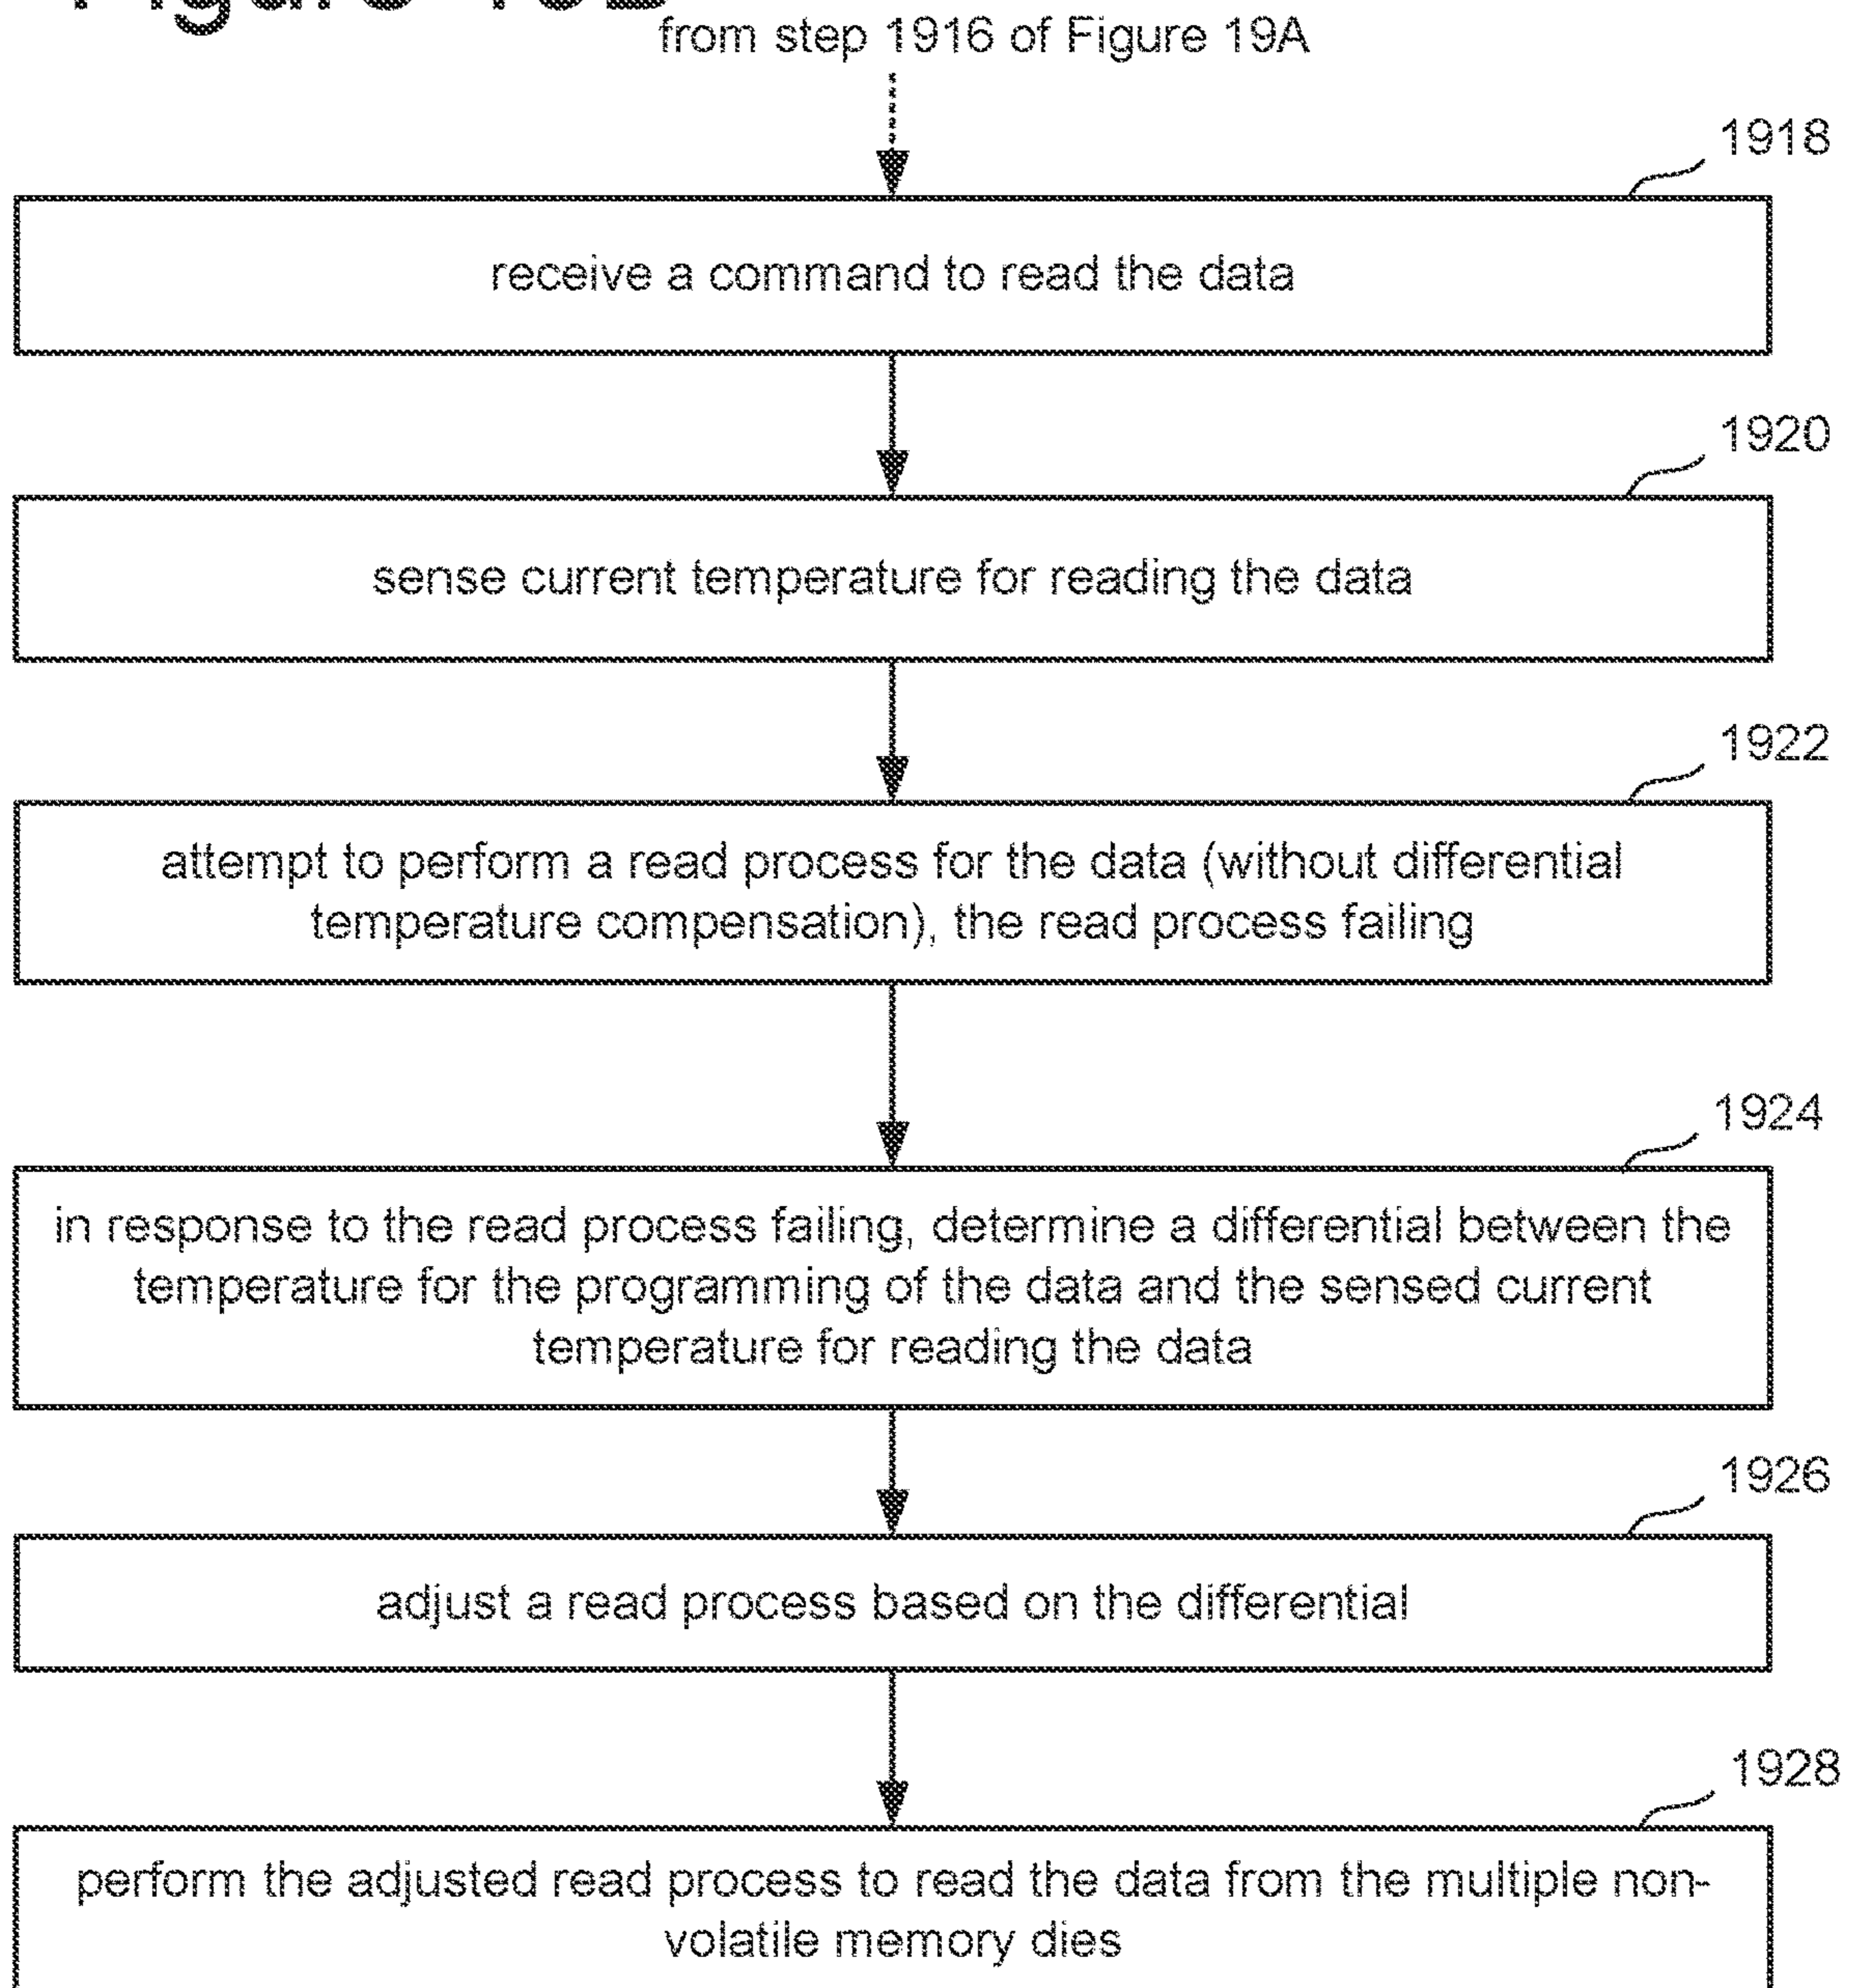 from step 1916 of Figure 19A
1918
receive a command to read the data
1920
sense current temperature for reading the data
1922
attempt to perform a read process for the data (without differential
temperature compensation), the read process failing
1924
in response to the read process failing, determine a differential between the
temperature for the programming of the data and the sensed current
temperature for reading the data
1926
adjust a read process based on the differential
1928
perform the adjusted read process to read the data from the multiple non-
volatile memory dies